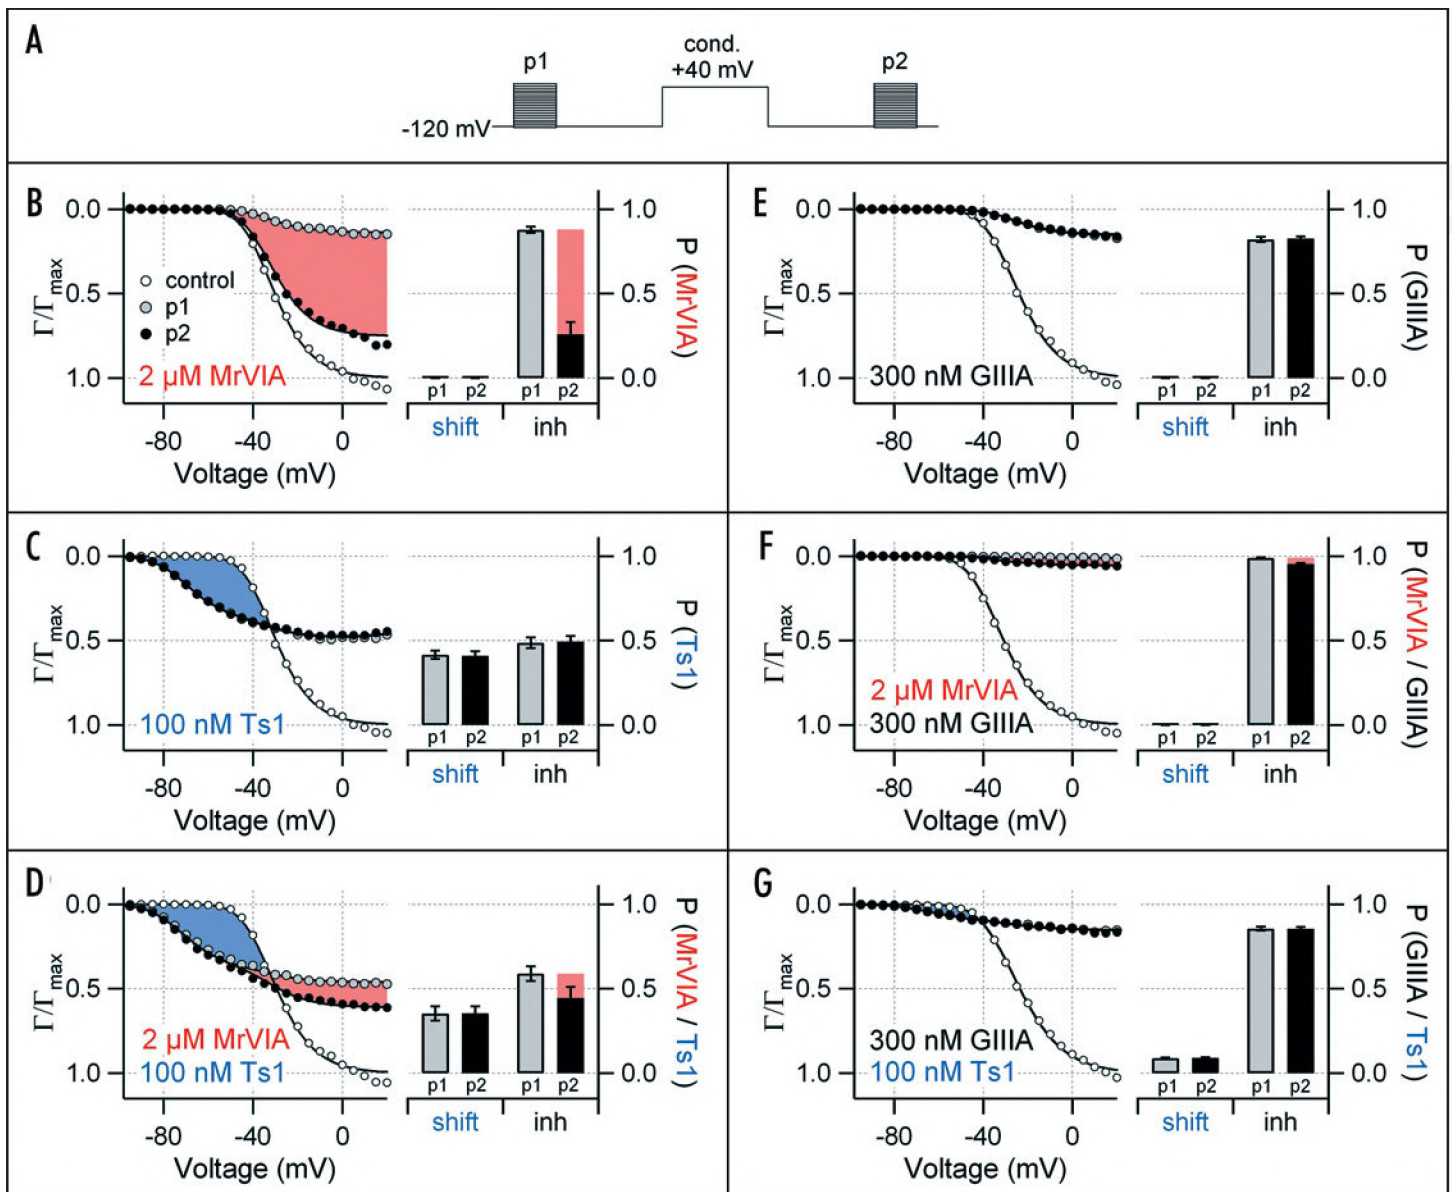 A
p1
cond.
+40 mV
p2
-120 mV
B
0.0
0.5
1.0
Γ/Γmax
control
p1
p2
2 µM MrVIA
-80
-40
0
Voltage (mV)
p1 p2 p1 p2
shift inh
1.0
0.5
0.0
P (MrVIA)
E
0.0
0.5
1.0
Γ/Γmax
300 nM GIIIA
-80
-40
0
Voltage (mV)
p1 p2 p1 p2
shift inh
1.0
0.5
0.0
P (GIIIA)
C
0.0
0.5
1.0
Γ/Γmax
100 nM Ts1
-80
-40
0
Voltage (mV)
p1 p2 p1 p2
shift inh
1.0
0.5
0.0
P (Ts1)
F
0.0
0.5
1.0
Γ/Γmax
2 µM MrVIA
300 nM GIIIA
-80
-40
0
Voltage (mV)
p1 p2 p1 p2
shift inh
1.0
0.5
0.0
P (MrVIA / GIIIA)
D
0.0
0.5
1.0
Γ/Γmax
2 µM MrVIA
100 nM Ts1
-80
-40
0
Voltage (mV)
p1 p2 p1 p2
shift inh
1.0
0.5
0.0
P (MrVIA / Ts1)
G
0.0
0.5
1.0
Γ/Γmax
300 nM GIIIA
100 nM Ts1
-80
-40
0
Voltage (mV)
p1 p2 p1 p2
shift inh
1.0
0.5
0.0
P (GIIIA / Ts1)